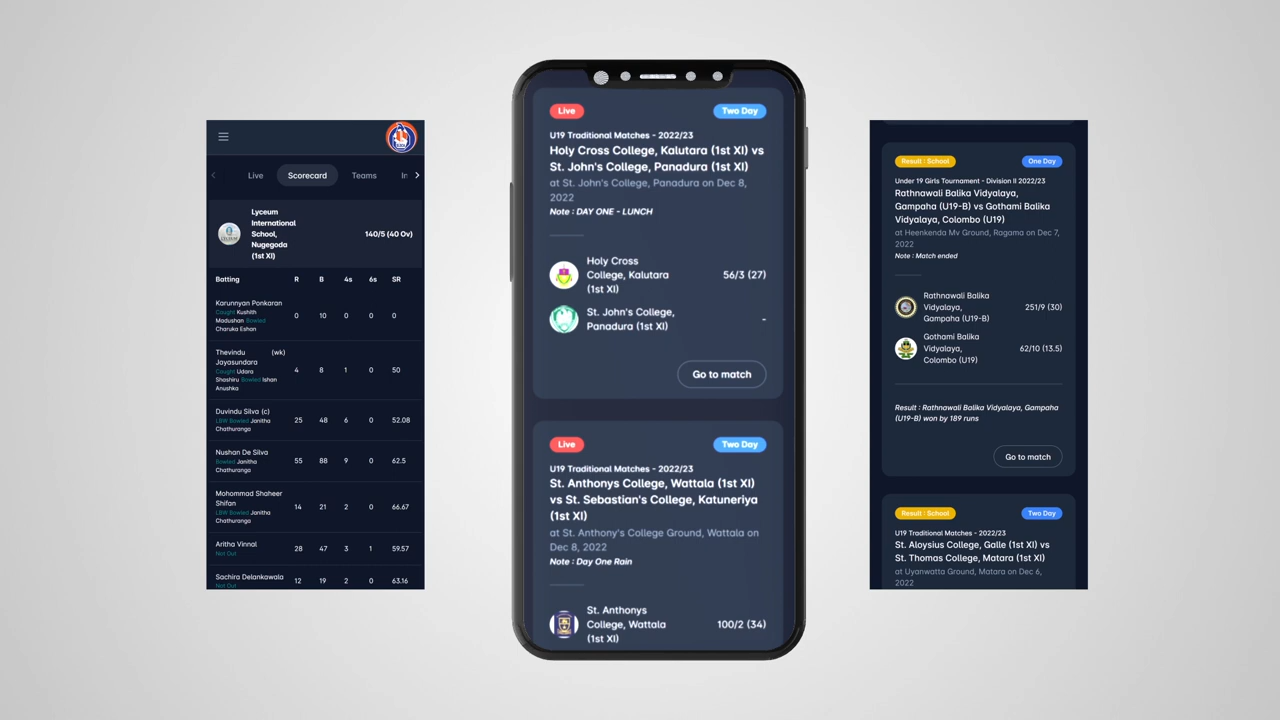 Live
Scorecard
Teams
In
Lyceum
International
School,
Nugegoda
(1st XI)
140/5 (40 Ov)
Batting R B 4s 6s SR
Karunnyan Ponkaran
Caught Kushith
Madushan Bowled
Charuka Eshan
0 10 0 0 0
Thevindu (wk)
Jayasundara
Caught Udara
Shashiru Bowled Ishan
Anushka
4 8 1 0 50
Duvindu Silva (c)
LBW Bowled Janitha
Chathuranga
25 48 6 0 52.08
Nushan De Silva
Bowled Janitha
Chathuranga
55 88 9 0 62.5
Mohommad Shaheer
Shifan
LBW Bowled Janitha
Chathuranga
14 21 2 0 66.67
Aritha Vinnal
Not Out
28 47 3 1 59.57
Sachira Delankawala
Not Out
12 19 2 0 63.16
Live
Two Day
U19 Traditional Matches - 2022/23
Holy Cross College, Kalutara (1st XI) vs
St. John's College, Panadura (1st XI)
at St. John's College, Panadura on Dec 8,
2022
Note : DAY ONE - LUNCH
Holy Cross
College, Kalutara
(1st XI)
56/3 (27)
St. John's College,
Panadura (1st XI)
-
Go to match
Live
Two Day
U19 Traditional Matches - 2022/23
St. Anthonys College, Wattala (1st XI)
vs St. Sebastian's College, Katuneriya
(1st XI)
at St. Anthony's College Ground, Wattala on
Dec 8, 2022
Note : Day One Rain
St. Anthonys
College, Wattala
(1st XI)
100/2 (34)
Result : School
One Day
Under 19 Girls Tournament - Division II 2022/23
Rathnawali Balika Vidyalaya,
Gampaha (U19-B) vs Gothami Balika
Vidyalaya, Colombo (U19)
at Heenkenda Mv Ground, Ragama on Dec 7,
2022
Note : Match ended
Rathnawali Balika
Vidyalaya,
Gampaha (U19-B)
251/9 (30)
Gothami Balika
Vidyalaya,
Colombo (U19)
62/10 (13.5)
Result : Rathnawali Balika Vidyalaya, Gampaha
(U19-B) won by 189 runs
Go to match
Result : School
Two Day
U19 Traditional Matches - 2022/23
St. Aloysius College, Galle (1st XI) vs
St. Thomas College, Matara (1st XI)
at Uyanwatta Ground, Matara on Dec 6,
2022